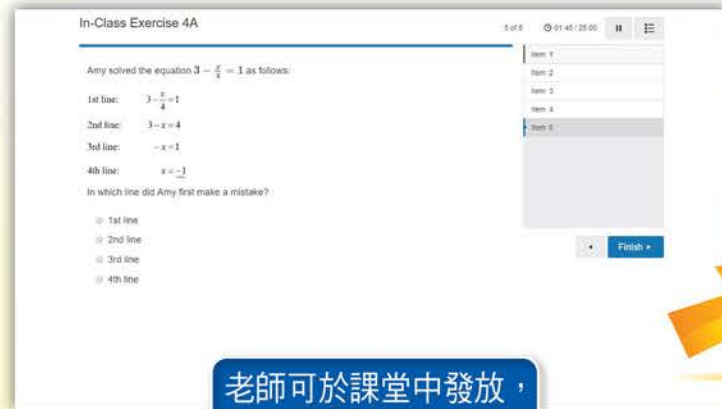 In-Class Exercise 4A
5 of 5 01:40 / 25:00
Item 1
Item 2
Item 3
Item 4
Item 5
Amy solved the equation 3 − x/4 = 1 as follows:
1st line: 3 − x/4 = 1
2nd line: 3 − x = 4
3rd line: − x = 1
4th line: x = −1
In which line did Amy first make a mistake?
1st line
2nd line
3rd line
4th line
Finish
老師可於課堂中發放，